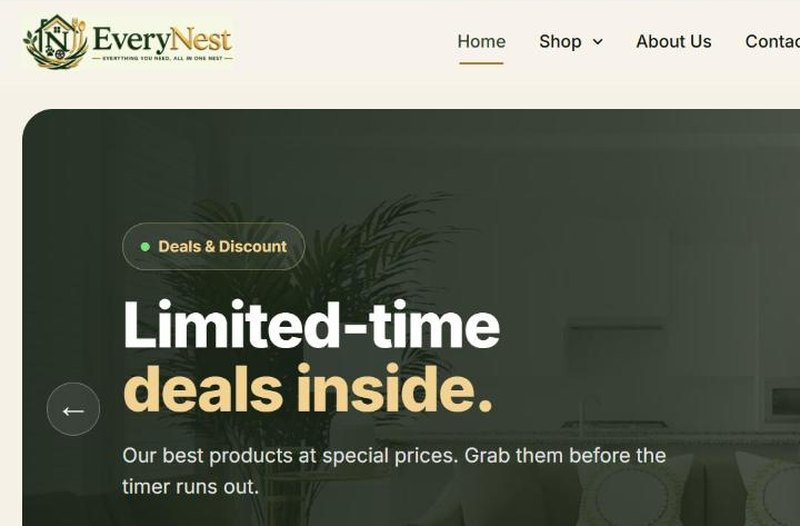 EveryNest
EVERYTHING YOU NEED, ALL IN ONE NEST
Home
Shop
About Us
Deals & Discount
Limited-time
deals inside.
Our best products at special prices. Grab them before the
timer runs out.